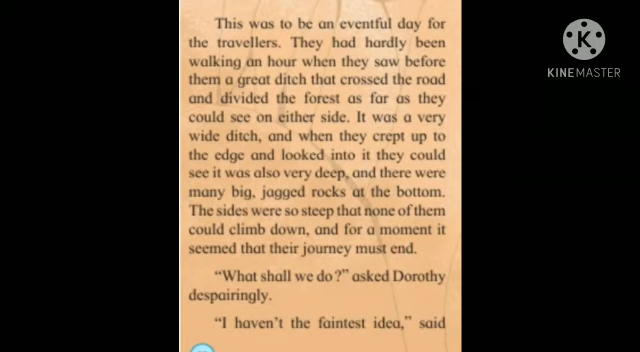 This was to be an eventful day for
the travellers. They had hardly been
walking an hour when they saw before
them a great ditch that crossed the road
and divided the forest as far as they
could see on either side. It was a very
wide ditch, and when they crept up to
the edge and looked into it they could
see it was also very deep, and there were
many big, jagged rocks at the bottom.
The sides were so steep that none of them
could climb down, and for a moment it
seemed that their journey must end.
“What shall we do?” asked Dorothy
despairingly.
“I haven’t the faintest idea,” said
K
KINEMASTER